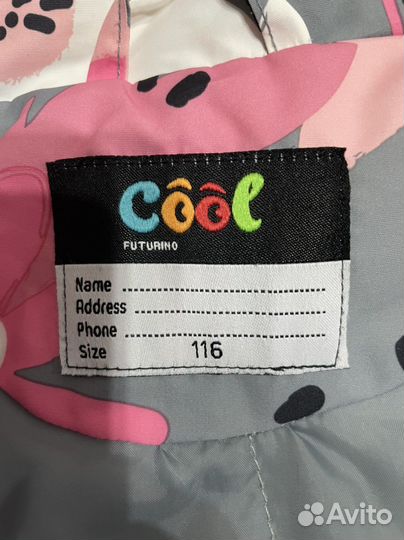 cool
FUTURINO
Name
Address
Phone
Size 116
Avito